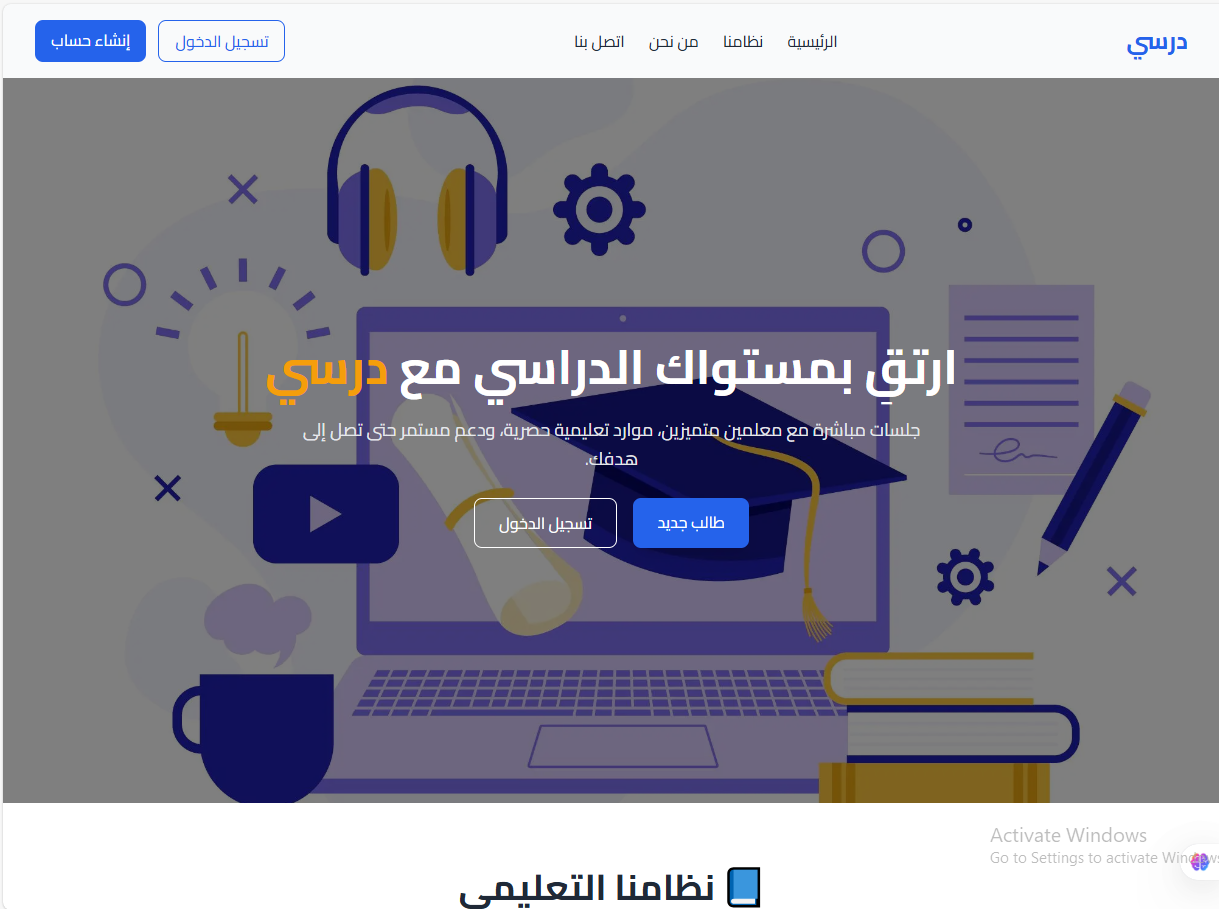 درسي
الرئيسية
نظامنا
من نحن
اتصل بنا
تسجيل الدخول
إنشاء حساب
ارتقِ بمستواك الدراسي مع درسي
جلسات مباشرة مع معلمين متميزين، موارد تعليمية حصرية، ودعم مستمر حتى تصل إلى
هدفك.
طالب جديد
تسجيل الدخول
نظامنا التعليمي
Activate Windows
Go to Settings to activate Windows